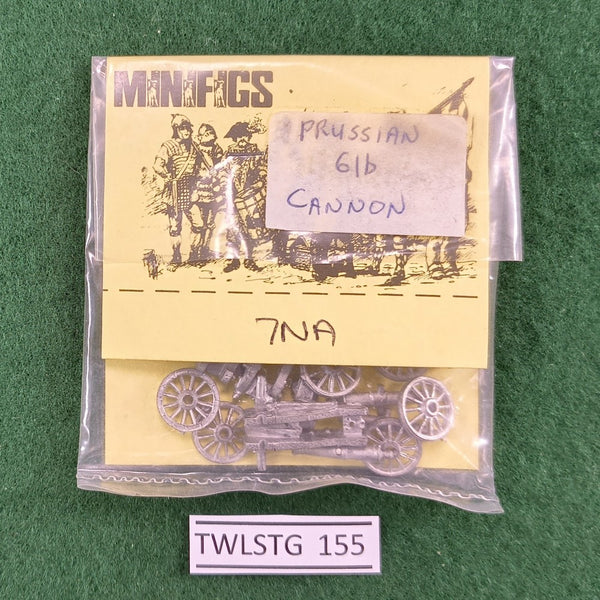 MINIFIGS
PRUSSIAN
6lb
CANNON
7NA
TWLSTG 155